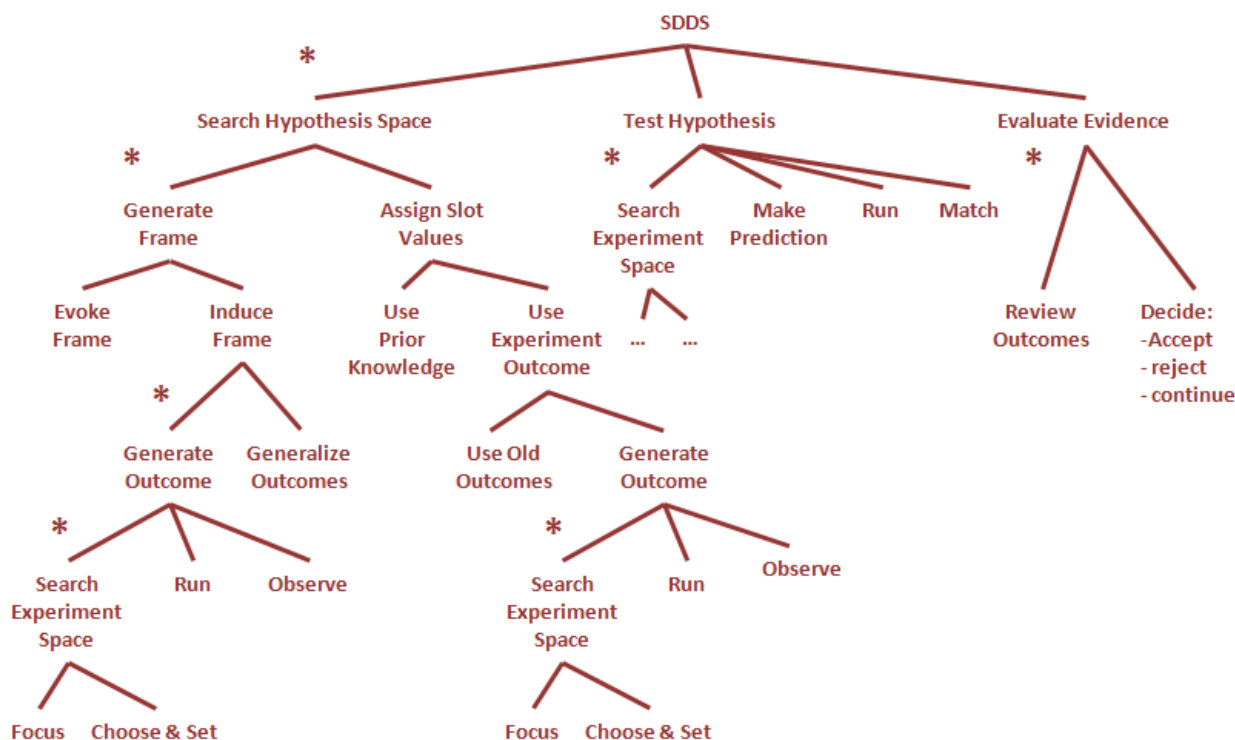 SDDS
*
Search Hypothesis Space
Test Hypothesis
Evaluate Evidence
*
*
*
Generate
Frame
Assign Slot
Values
Search
Experiment
Space
Make
Prediction
Run
Match
Evoke
Frame
Induce
Frame
Use
Prior
Knowledge
Use
Experiment
Outcome
...
...
Review
Outcomes
Decide:
-Accept
- reject
- continue
*
Generate
Outcome
Generalize
Outcomes
Use Old
Outcomes
Generate
Outcome
*
*
Search
Experiment
Space
Run
Observe
Search
Experiment
Space
Run
Observe
Focus
Choose & Set
Focus
Choose & Set